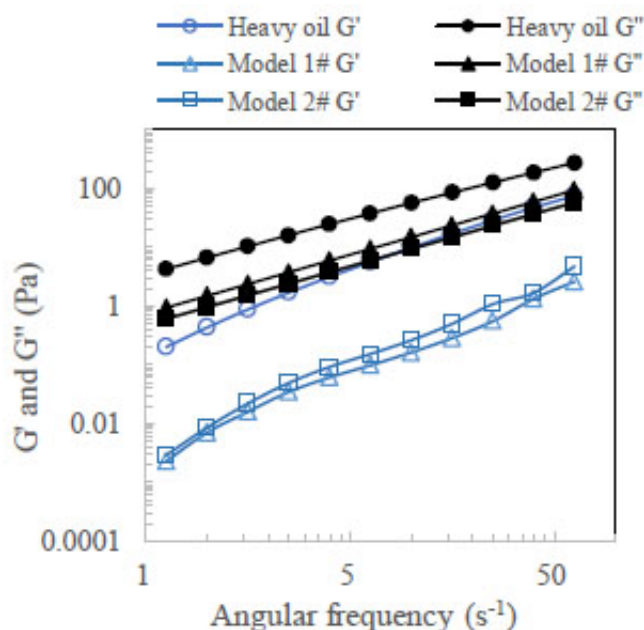 Heavy oil G' Heavy oil G"
Model 1# G' Model 1# G"
Model 2# G' Model 2# G"
100
1
0.01
0.0001
G' and G" (Pa)
1 5 50
Angular frequency (s⁻¹)